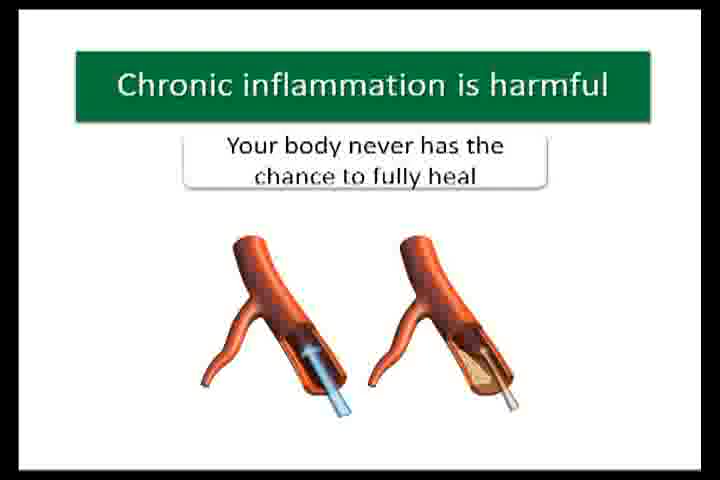 Chronic inflammation is harmful
Your body never has the
chance to fully heal